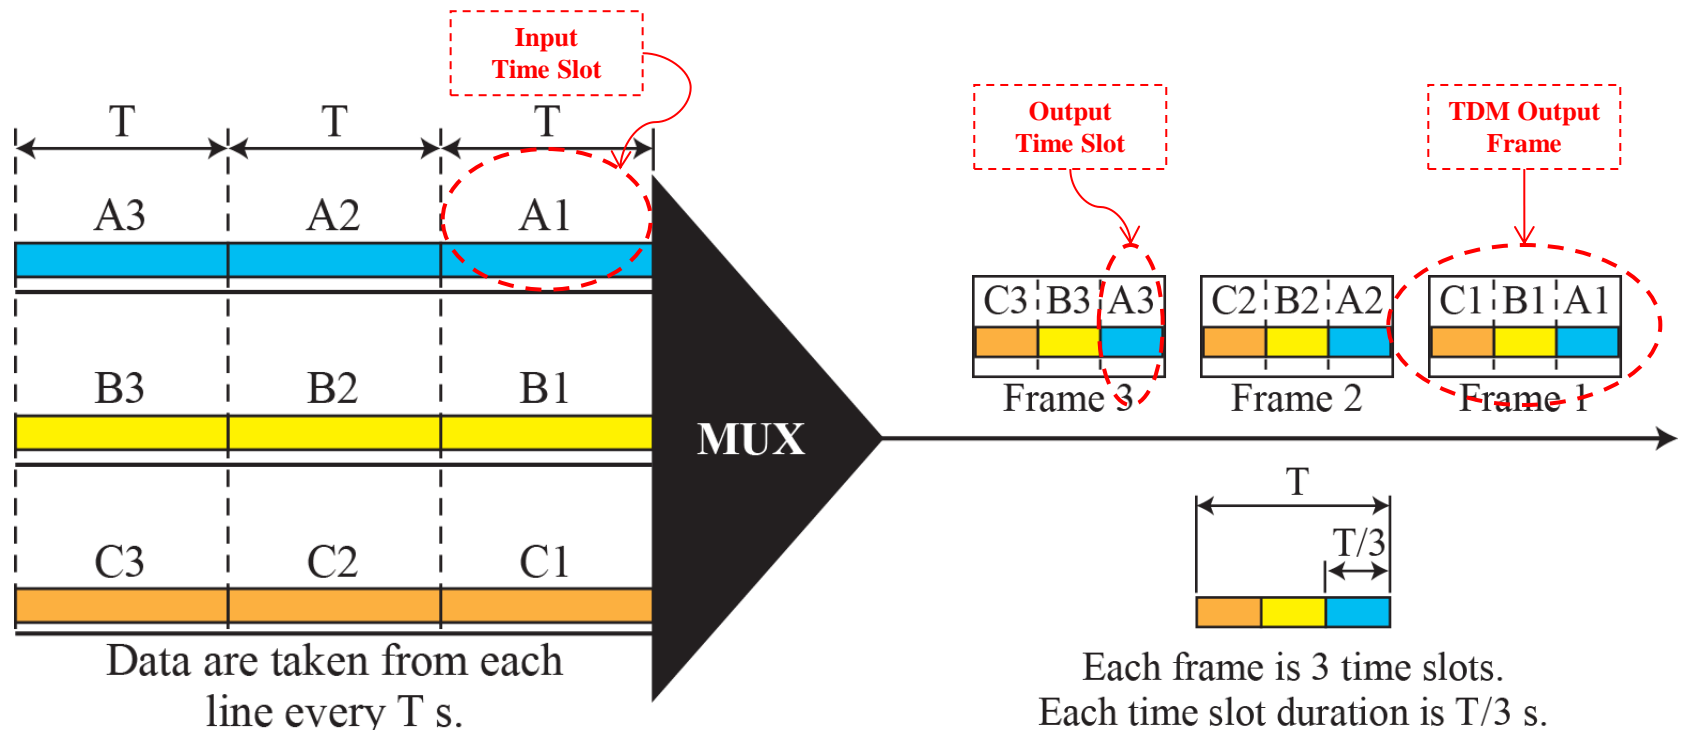 Input
Time Slot
Output
Time Slot
TDM Output
Frame
T T T
A3 A2 A1
B3 B2 B1
C3 C2 C1
Data are taken from each
line every T s.
MUX
C3 B3 A3
Frame 3
C2 B2 A2
Frame 2
C1 B1 A1
Frame 1
T
T/3
Each frame is 3 time slots.
Each time slot duration is T/3 s.